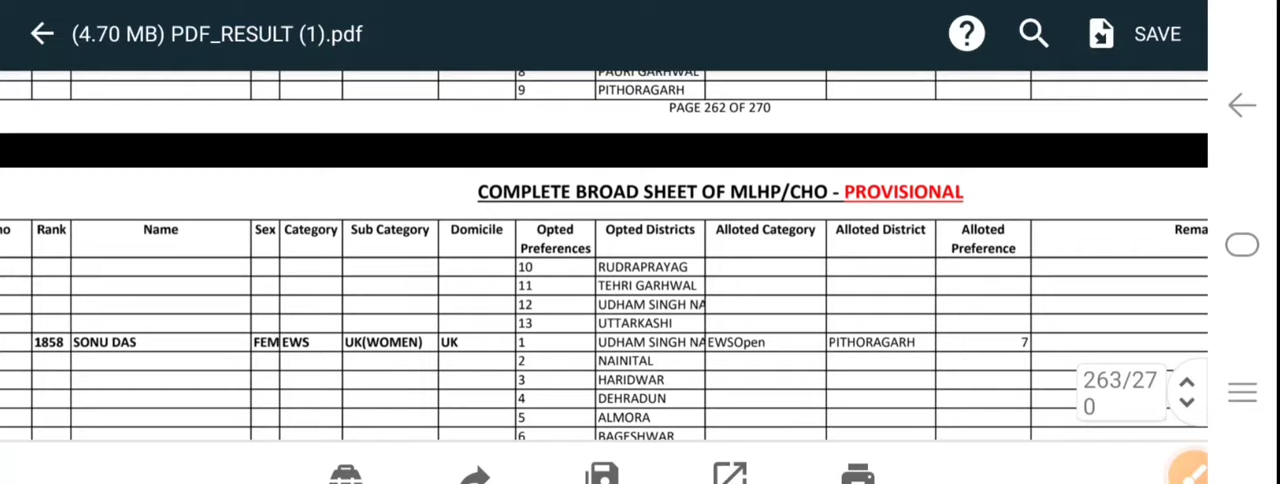 (4.70 MB) PDF_RESULT (1).pdf ? SAVE
8 PAURI GARHWAL
9 PITHORAGARH
PAGE 262 OF 270
COMPLETE BROAD SHEET OF MLHP/CHO - PROVISIONAL
no Rank Name Sex Category Sub Category Domicile Opted Preferences Opted Districts Alloted Category Alloted District Alloted Preference Rema
10 RUDRAPRAYAG
11 TEHRI GARHWAL
12 UDHAM SINGH NA
13 UTTARKASHI
1858 SONU DAS FEM EWS UK(WOMEN) UK 1 UDHAM SINGH NA EWSOpen PITHORAGARH 7
2 NAINITAL
3 HARIDWAR
4 DEHRADUN
5 ALMORA
6 BAGESHWAR
263/27
0